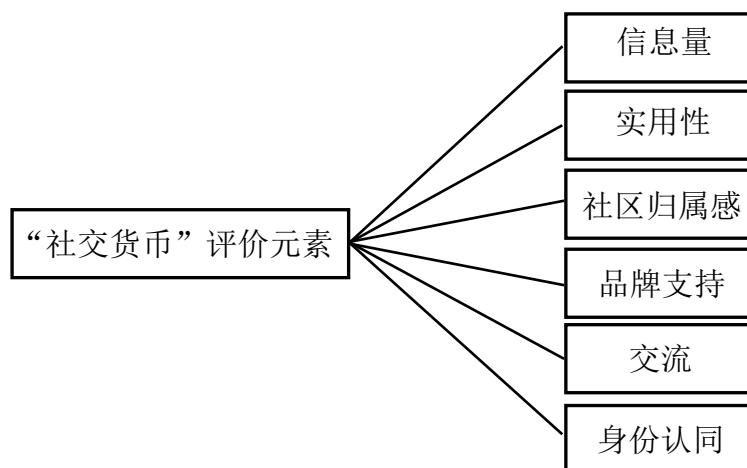 信息量
实用性
社区归属感
“社交货币”评价元素
品牌支持
交流
身份认同